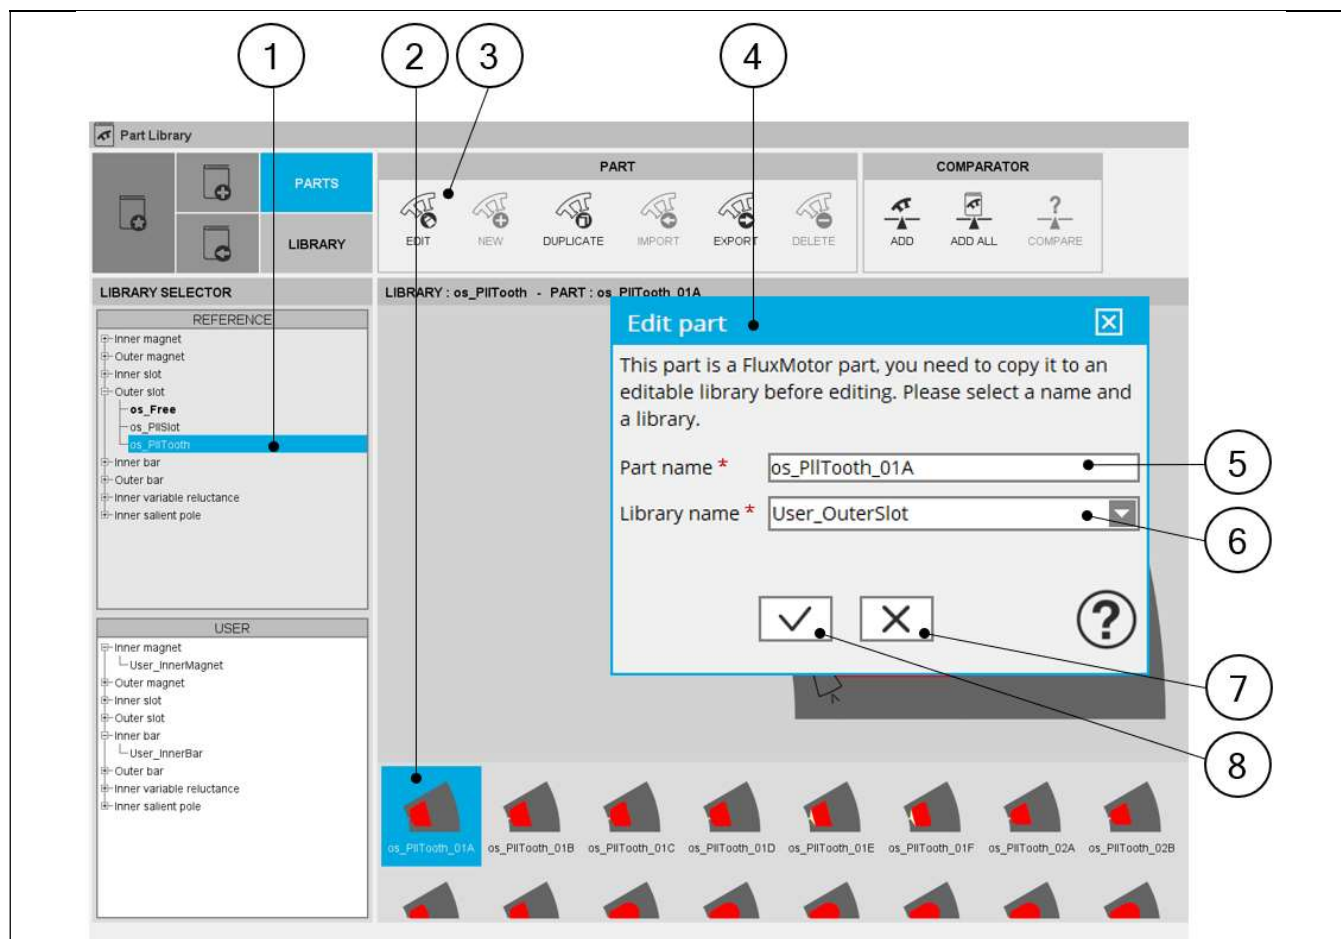 1
2
3
4
Part Library
PARTS
LIBRARY
PART
EDIT
NEW
DUPLICATE
IMPORT
EXPORT
DELETE
COMPARATOR
ADD
ADD ALL
?
COMPARE
LIBRARY SELECTOR
LIBRARY : os_PllTooth - PART : os_PllTooth_01A
REFERENCE
Inner magnet
Outer magnet
Inner slot
Outer slot
os_Free
os_PllSlot
os_PllTooth
Inner bar
Outer bar
Inner variable reluctance
Inner salient pole
Edit part
This part is a FluxMotor part, you need to copy it to an
editable library before editing. Please select a name and
a library.
Part name * os_PllTooth_01A
Library name * User_OuterSlot
?
5
6
7
8
USER
Inner magnet
User_InnerMagnet
Outer magnet
Inner slot
Outer slot
Inner bar
User_InnerBar
Outer bar
Inner variable reluctance
Inner salient pole
os_PllTooth_01A os_PllTooth_01B os_PllTooth_01C os_PllTooth_01D os_PllTooth_01E os_PllTooth_01F os_PllTooth_02A os_PllTooth_02B